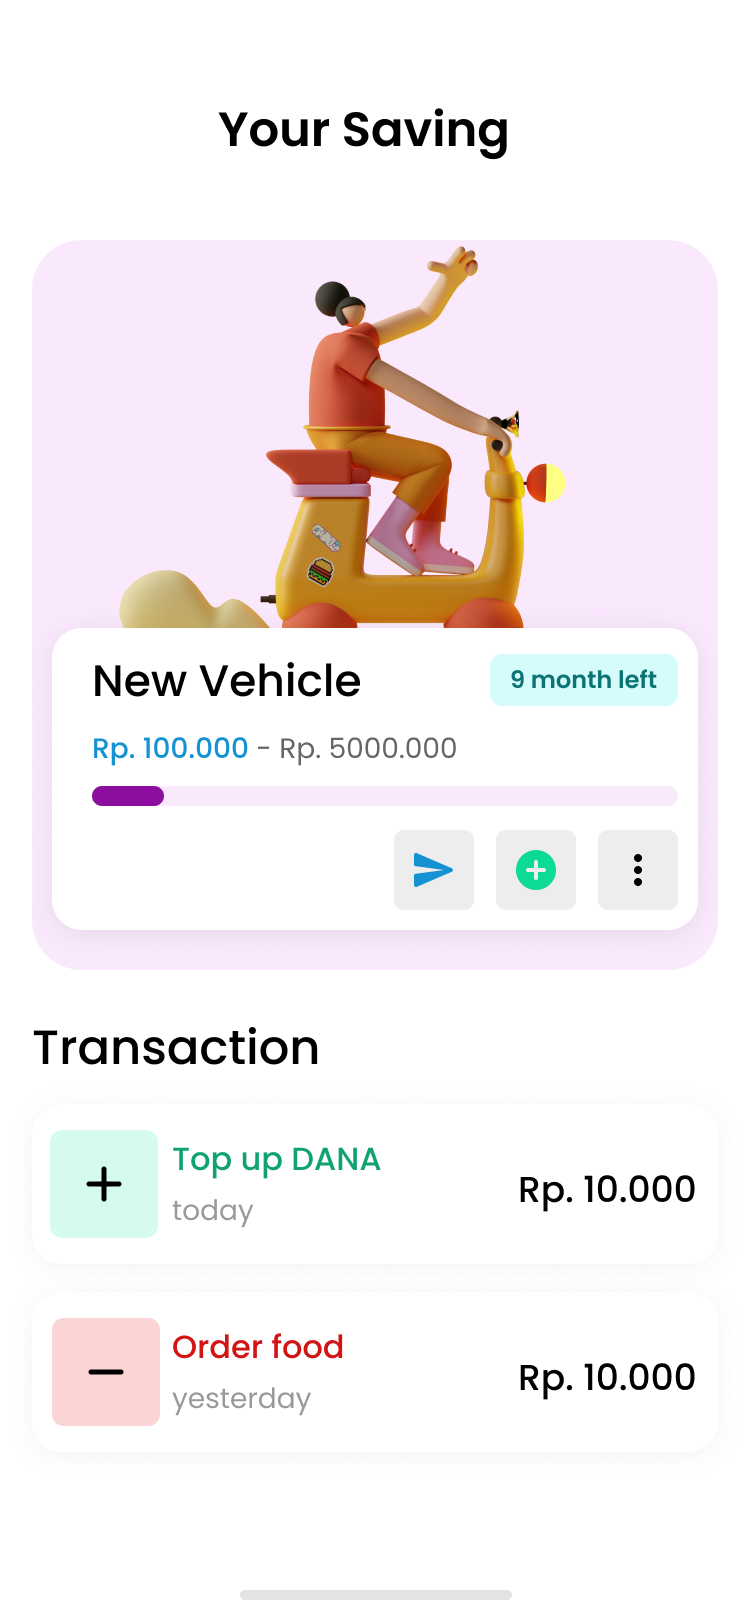 Your Saving
New Vehicle
9 month left
Rp. 100.000 - Rp. 5000.000
Transaction
Top up DANA
today
Rp. 10.000
Order food
yesterday
Rp. 10.000